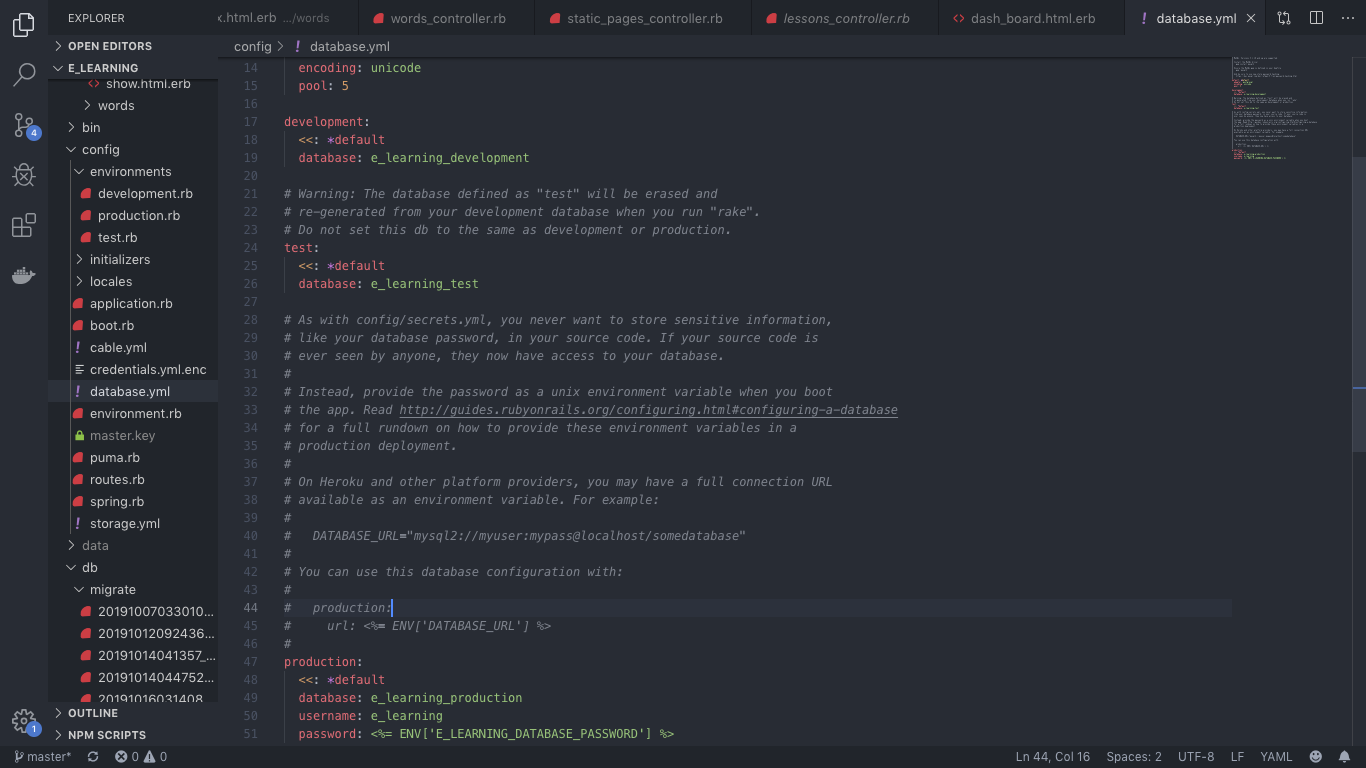 EXPLORER
x.html.erb .../words
words_controller.rb
static_pages_controller.rb
lessons_controller.rb
dash_board.html.erb
! database.yml
OPEN EDITORS
E_LEARNING
show.html.erb
words
bin
config
environments
development.rb
production.rb
test.rb
initializers
locales
application.rb
boot.rb
! cable.yml
credentials.yml.enc
! database.yml
environment.rb
master.key
puma.rb
routes.rb
spring.rb
! storage.yml
data
db
migrate
20191007033010...
20191012092436...
20191014041357_...
20191014044752...
20191016031408
OUTLINE
NPM SCRIPTS
4
1
config > ! database.yml
14 encoding: unicode
15 pool: 5
16
17 development:
18 <<: *default
19 database: e_learning_development
20
21 # Warning: The database defined as "test" will be erased and
22 # re-generated from your development database when you run "rake".
23 # Do not set this db to the same as development or production.
24 test:
25 <<: *default
26 database: e_learning_test
27
28 # As with config/secrets.yml, you never want to store sensitive information,
29 # like your database password, in your source code. If your source code is
30 # ever seen by anyone, they now have access to your database.
31 #
32 # Instead, provide the password as a unix environment variable when you boot
33 # the app. Read http://guides.rubyonrails.org/configuring.html#configuring-a-database
34 # for a full rundown on how to provide these environment variables in a
35 # production deployment.
36 #
37 # On Heroku and other platform providers, you may have a full connection URL
38 # available as an environment variable. For example:
39 #
40 # DATABASE_URL="mysql2://myuser:mypass@localhost/somedatabase"
41 #
42 # You can use this database configuration with:
43 #
44 # production:
45 # url: <%= ENV['DATABASE_URL'] %>
46 #
47 production:
48 <<: *default
49 database: e_learning_production
50 username: e_learning
51 password: <%= ENV['E_LEARNING_DATABASE_PASSWORD'] %>
master*
0
0
Ln 44, Col 16
Spaces: 2
UTF-8
LF
YAML